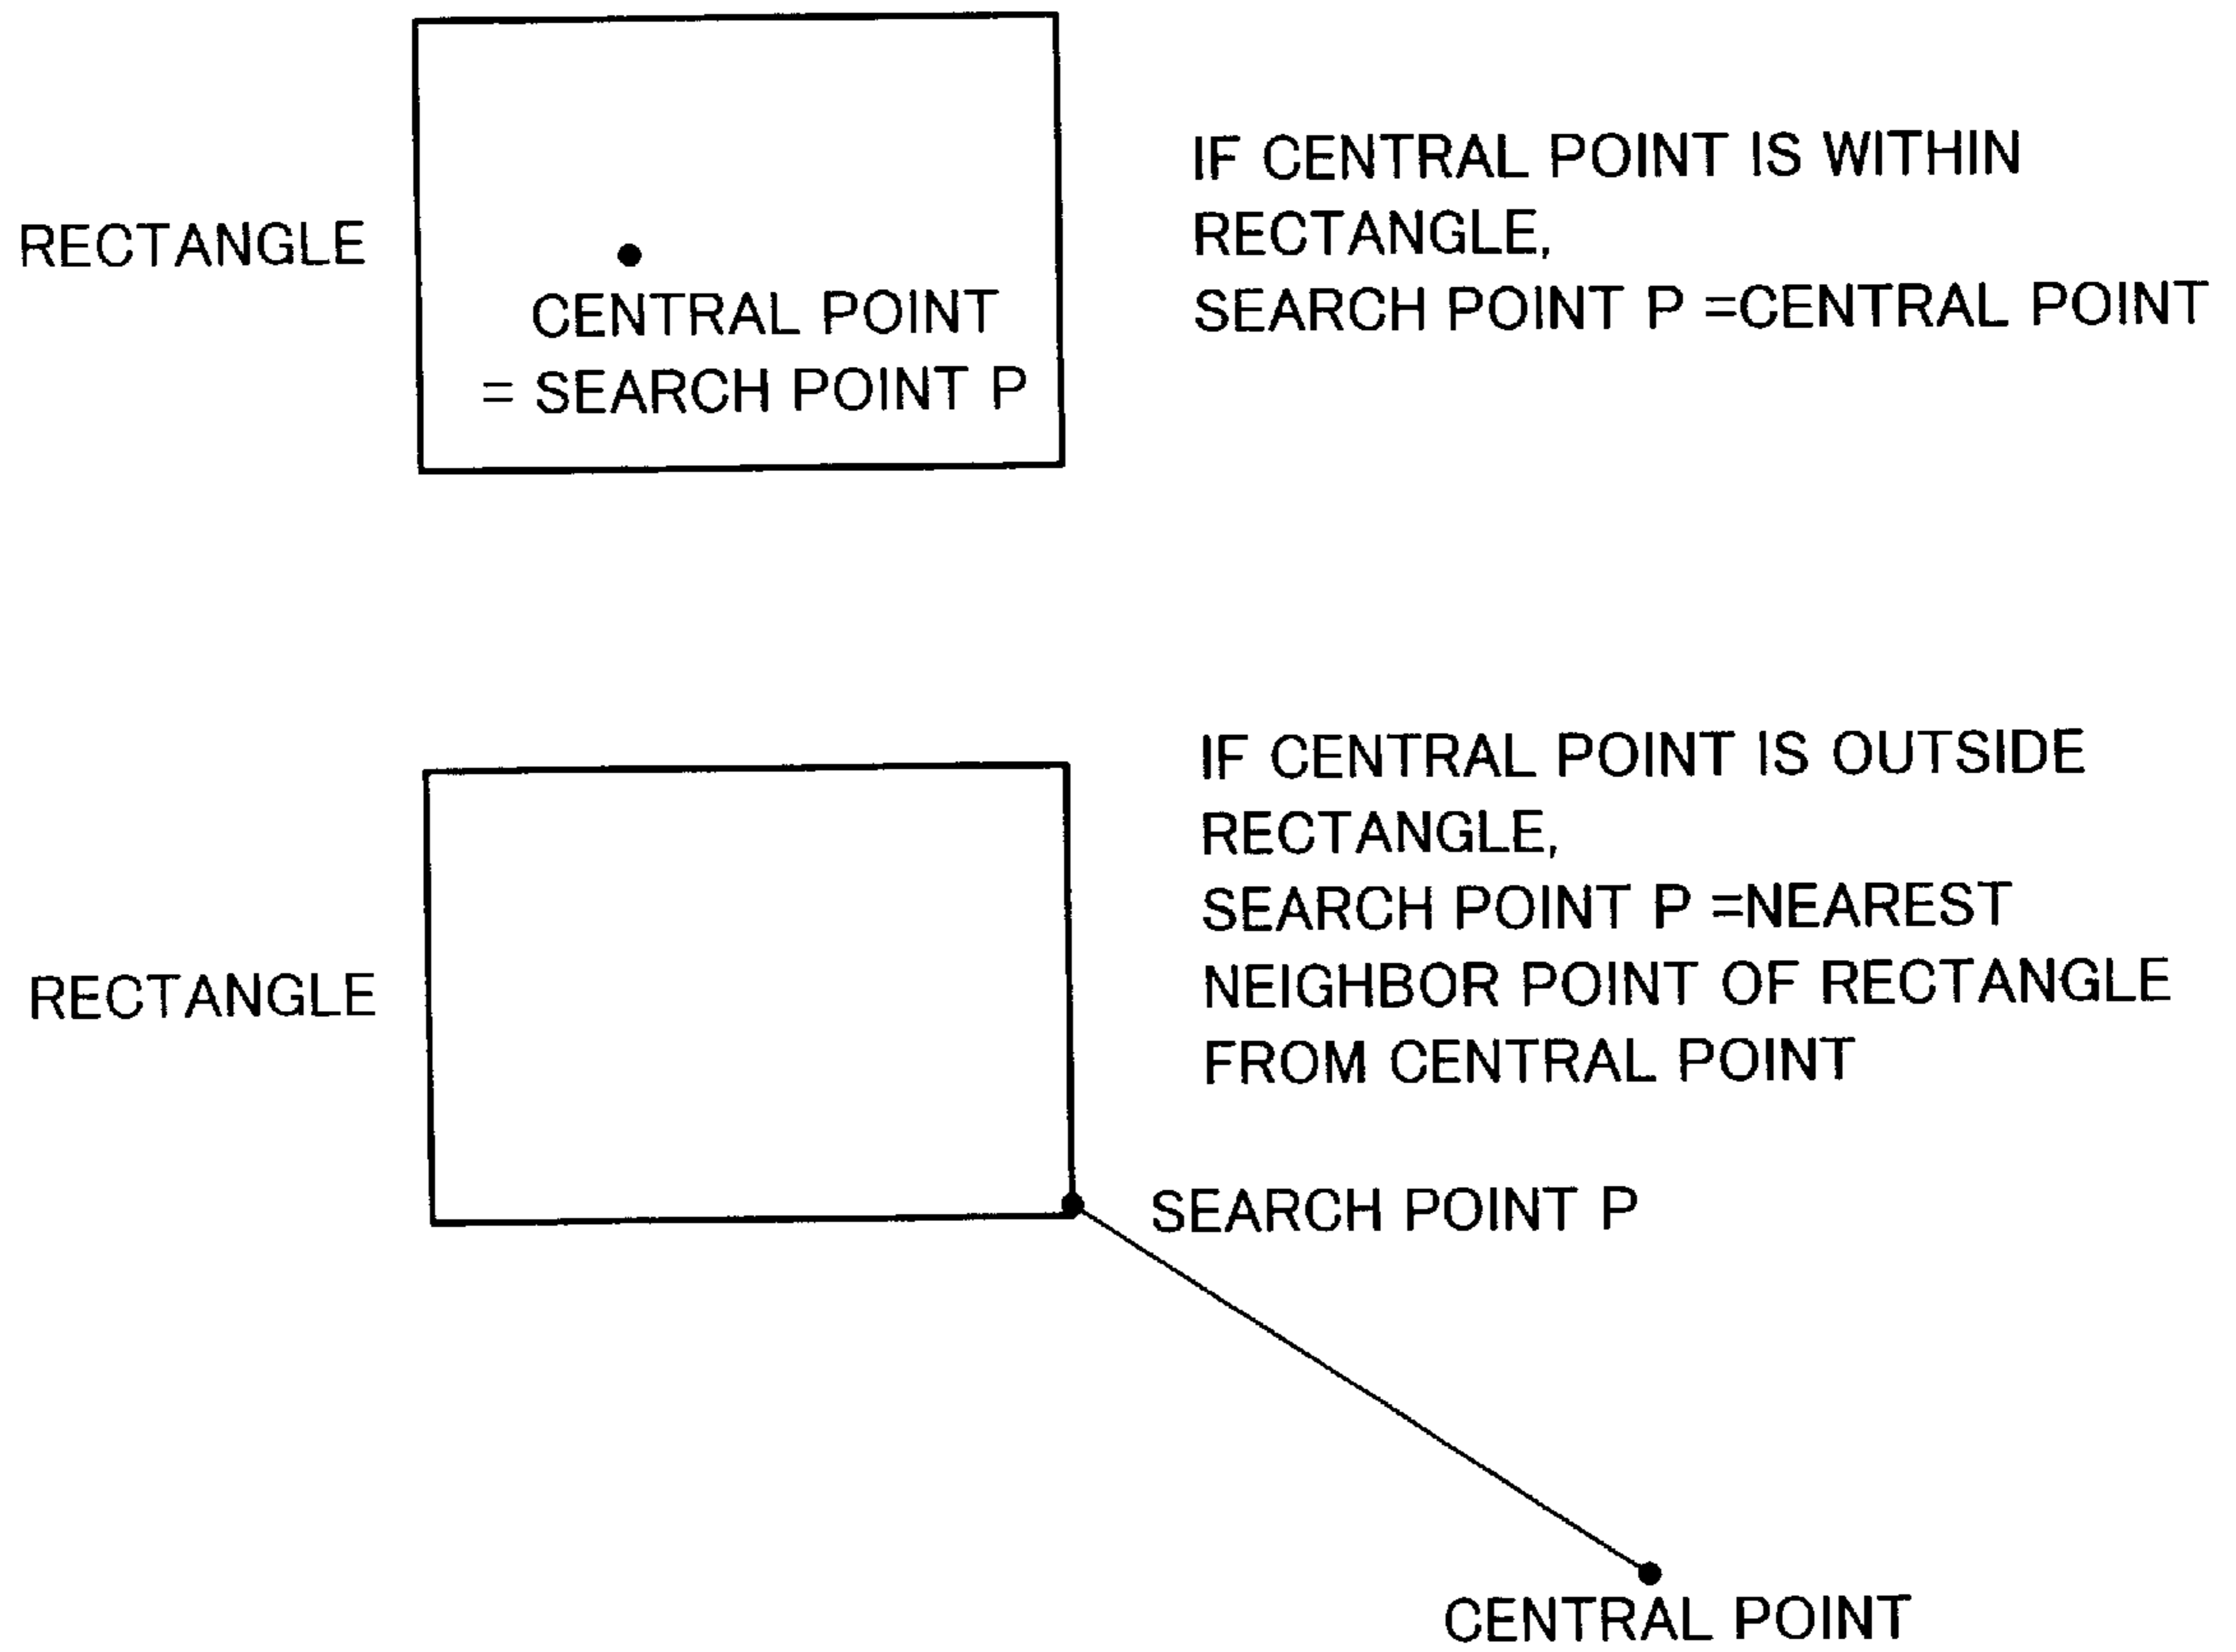 RECTANGLE
CENTRAL POINT
= SEARCH POINT P
IF CENTRAL POINT IS WITHIN
RECTANGLE,
SEARCH POINT P =CENTRAL POINT
RECTANGLE
IF CENTRAL POINT IS OUTSIDE
RECTANGLE,
SEARCH POINT P =NEAREST
NEIGHBOR POINT OF RECTANGLE
FROM CENTRAL POINT
SEARCH POINT P
CENTRAL POINT